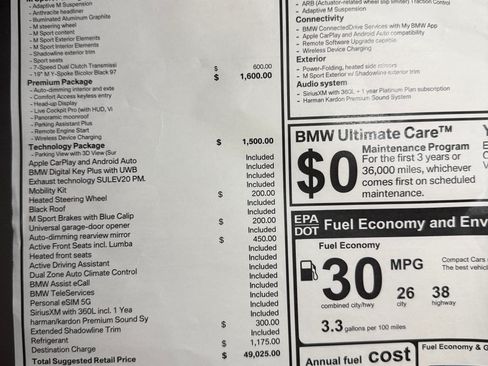 - Adaptive M Suspension
- Anthracite headliner
- Illuminated Aluminum Graphite
- M steering wheel
- M Sport content
- M Sport Exterior Elements
- M Sport Interior Elements
- Shadowline exterior trim
- Sport seats
- 7-Speed Dual Clutch Transmissi $ 600.00
- 19" M Y-Spoke Bicolor Black 97 $ 1,600.00
Premium Package
- Auto-dimming interior and exte
- Comfort Access keyless entry
- Head-up Display
- Live Cockpit Pro (with HUD, Vi
- Panoramic moonroof
- Parking Assistant Plus
- Remote Engine Start
- Wireless Device Charging
Technology Package $ 1,500.00
- Parking View with 3D View (Sur
Apple CarPlay and Android Auto Included
BMW Digital Key Plus with UWB Included
Exhaust technology SULEV20 PM. Included
Mobility Kit $ 200.00
Heated Steering Wheel Included
Black Roof Included
M Sport Brakes with Blue Calip $ 200.00
Universal garage-door opener Included
Auto-dimming rearview mirror $ 450.00
Active Front Seats incl. Lumba Included
Heated front seats Included
Active Driving Assistant Included
Dual Zone Auto Climate Control Included
BMW Assist eCall Included
BMW TeleServices Included
Personal eSIM 5G Included
SiriusXM with 360L incl. 1 Yea Included
harman/kardon Premium Sound Sy Included
Extended Shadowline Trim $ 300.00
Refrigerant Included
Destination Charge $ 1,175.00
Total Suggested Retail Price $ 49,025.00
- ARB (Actuator-related wheel slip limiter) Traction Control
- Adaptive M Suspension
Connectivity
- BMW ConnectedDrive Services with My BMW App
- Apple CarPlay and Android Auto compatibility
- Remote Software Upgrade capable
- Wireless Device Charging
Exterior
- Power-Folding, heated side mirrors
- M Sport Exterior w/ Shadowline exterior trim
Audio system
- SiriusXM with 360L + 1 year Platinum Plan subscription
- Harman Kardon Premium Sound System
BMW Ultimate Care™
$0
Maintenance Program
For the first 3 years or
36,000 miles, whichever
comes first on scheduled
maintenance.
EPA
DOT
Fuel Economy and Env
Fuel Economy
30 MPG
combined city/hwy
26
city
38
highway
Compact Cars
The best vehicl
3.3 gallons per 100 miles
Annual fuel cost
Fuel Economy & G